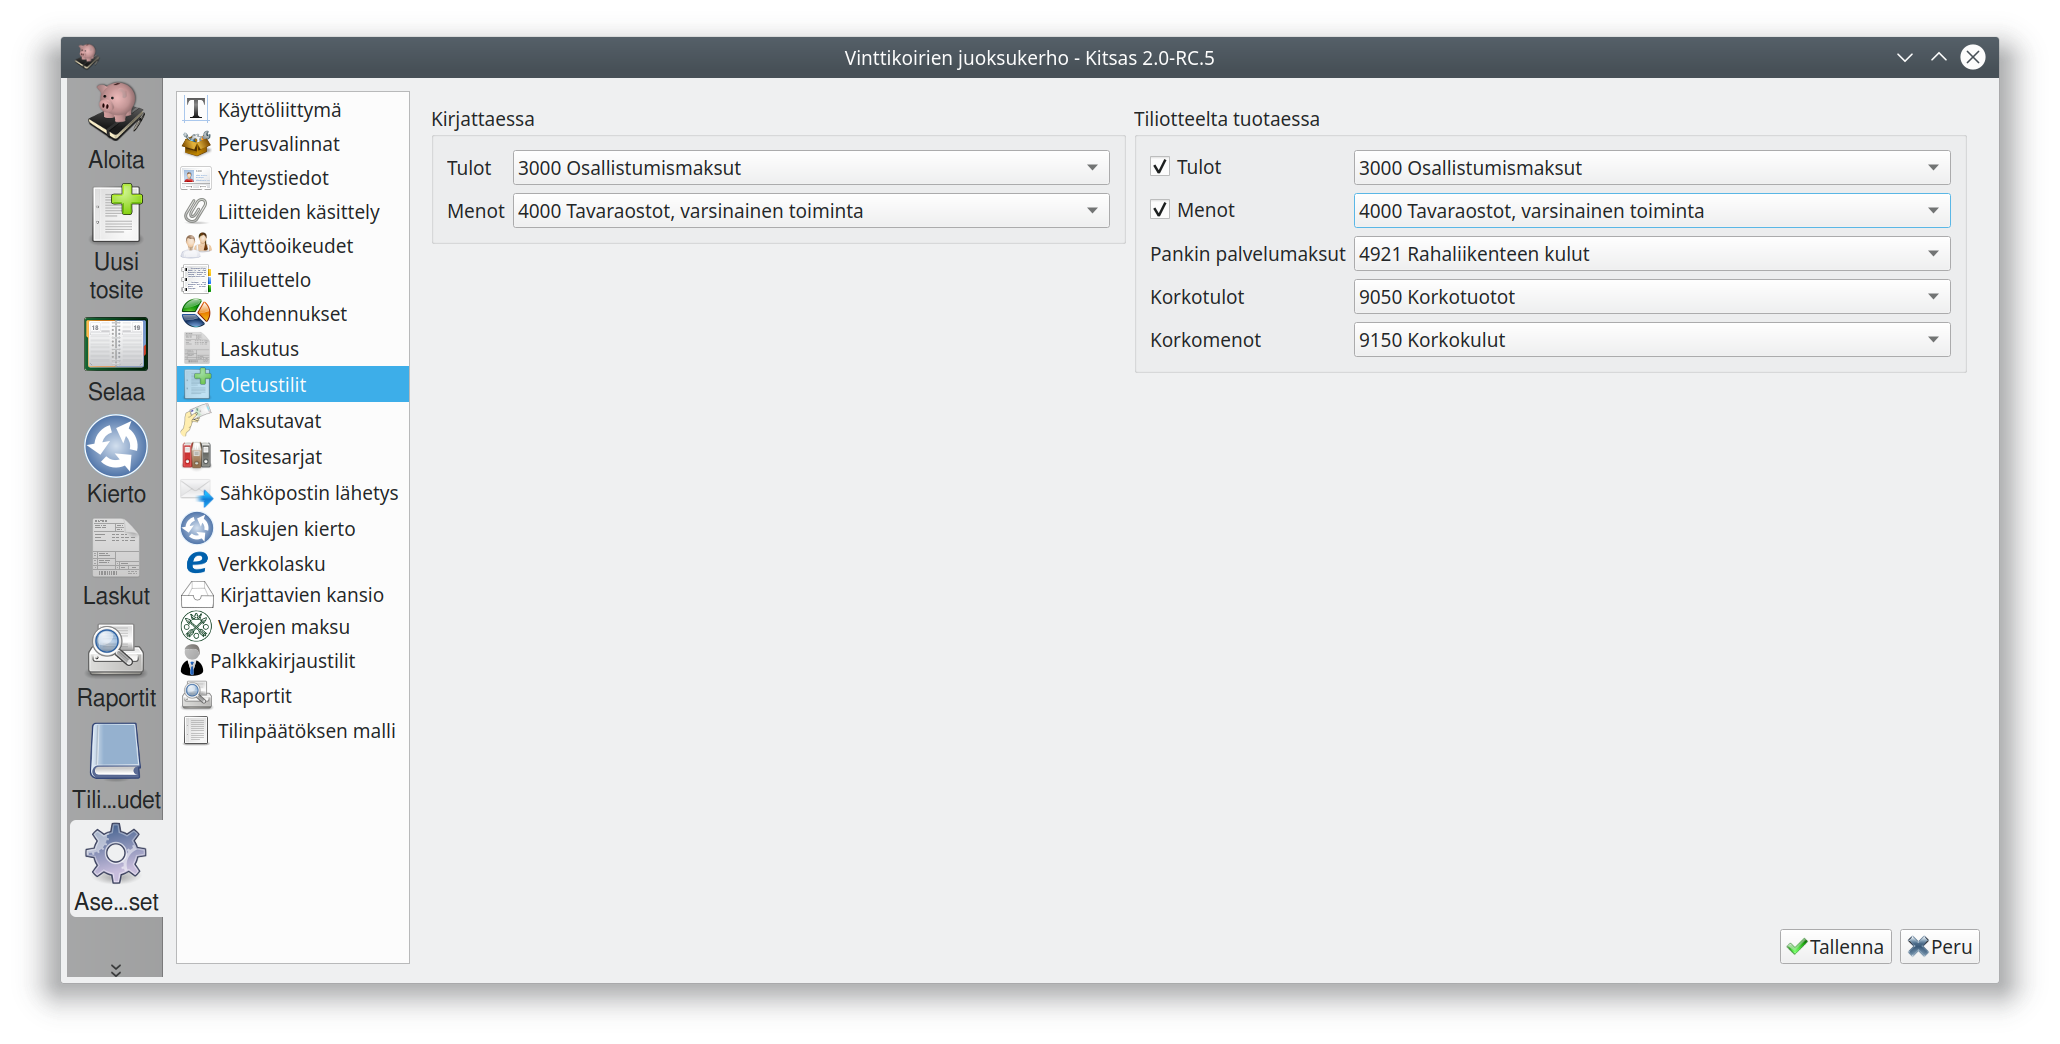 Vinttikoirien juoksukerho - Kitsas 2.0-RC.5
Aloita
Uusi
tosite
Selaa
Kierto
Laskut
Raportit
Tili...udet
Ase...set
Käyttöliittymä
Perusvalinnat
Yhteystiedot
Liitteiden käsittely
Käyttöoikeudet
Tililuettelo
Kohdennukset
Laskutus
Oletustilit
Maksutavat
Tositesarjat
Sähköpostin lähetys
Laskujen kierto
Verkkolasku
Kirjattavien kansio
Verojen maksu
Palkkakirjaustilit
Raportit
Tilinpäätöksen malli
Kirjattaessa
Tulot 3000 Osallistumismaksut
Menot 4000 Tavaraostot, varsinainen toiminta
Tiliotteelta tuotaessa
Tulot 3000 Osallistumismaksut
Menot 4000 Tavaraostot, varsinainen toiminta
Pankin palvelumaksut 4921 Rahaliikenteen kulut
Korkotulot 9050 Korkotuotot
Korkomenot 9150 Korkokulut
Tallenna Peru